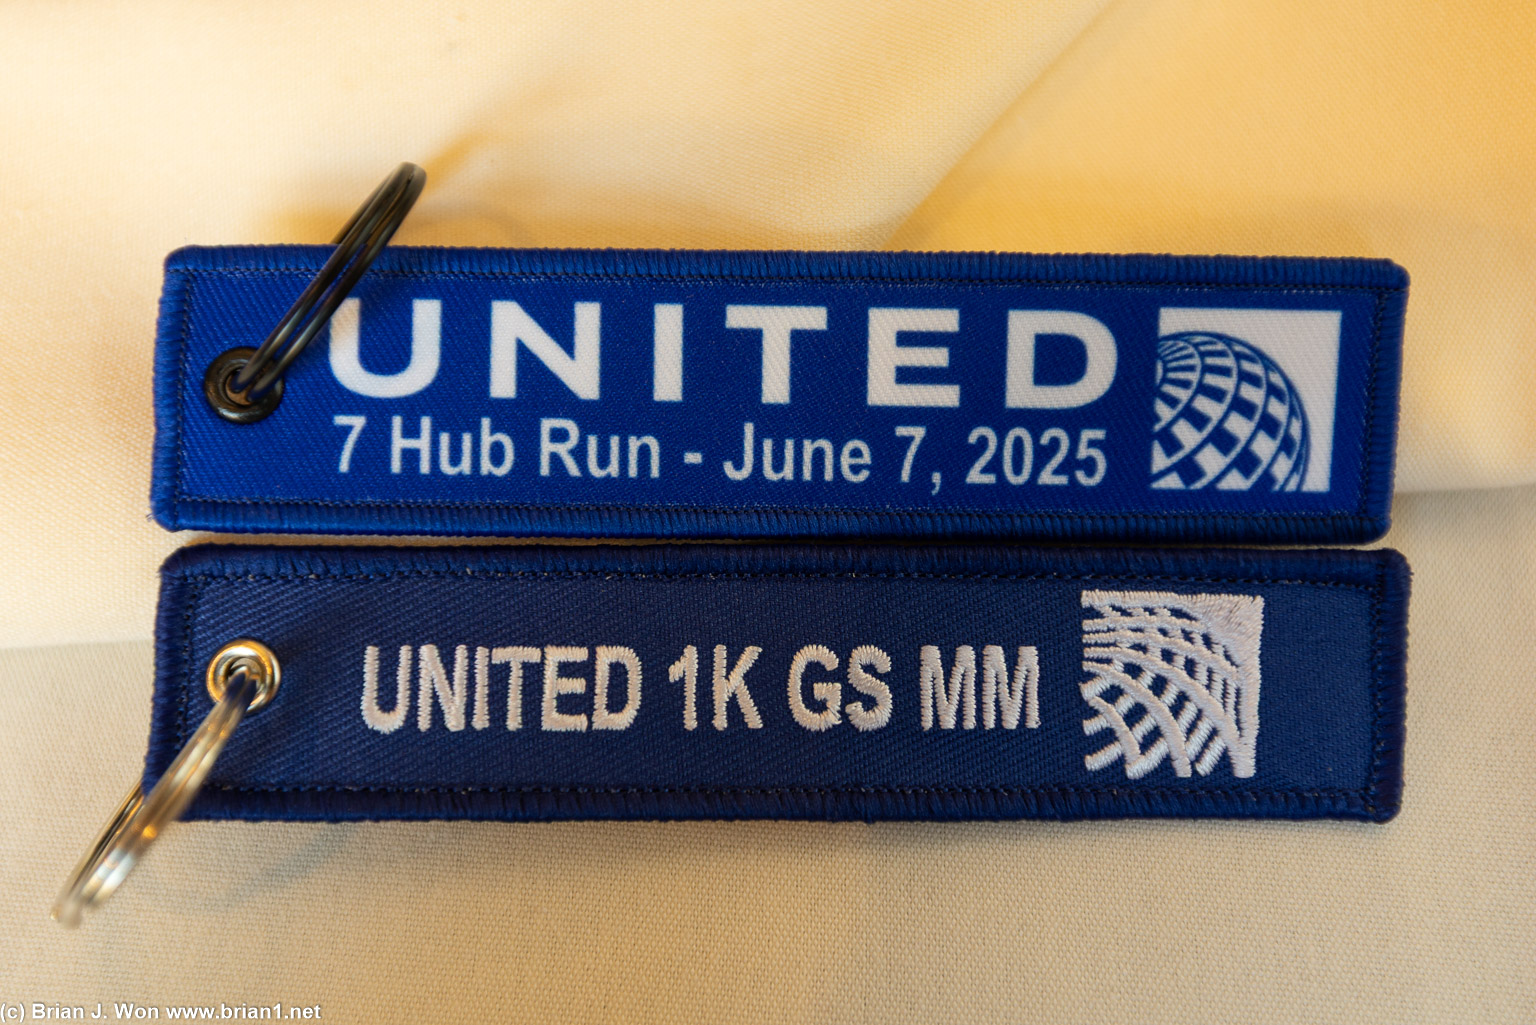 UNITED
7 Hub Run - June 7, 2025
UNITED 1K GS MM
(c) Brian J. Won www.brian1.net